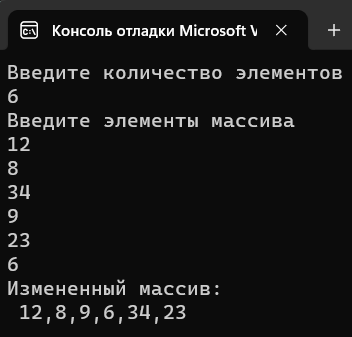 Консоль отладки Microsoft V
Введите количество элементов
6
Введите элементы массива
12
8
34
9
23
6
Измененный массив:
12,8,9,6,34,23